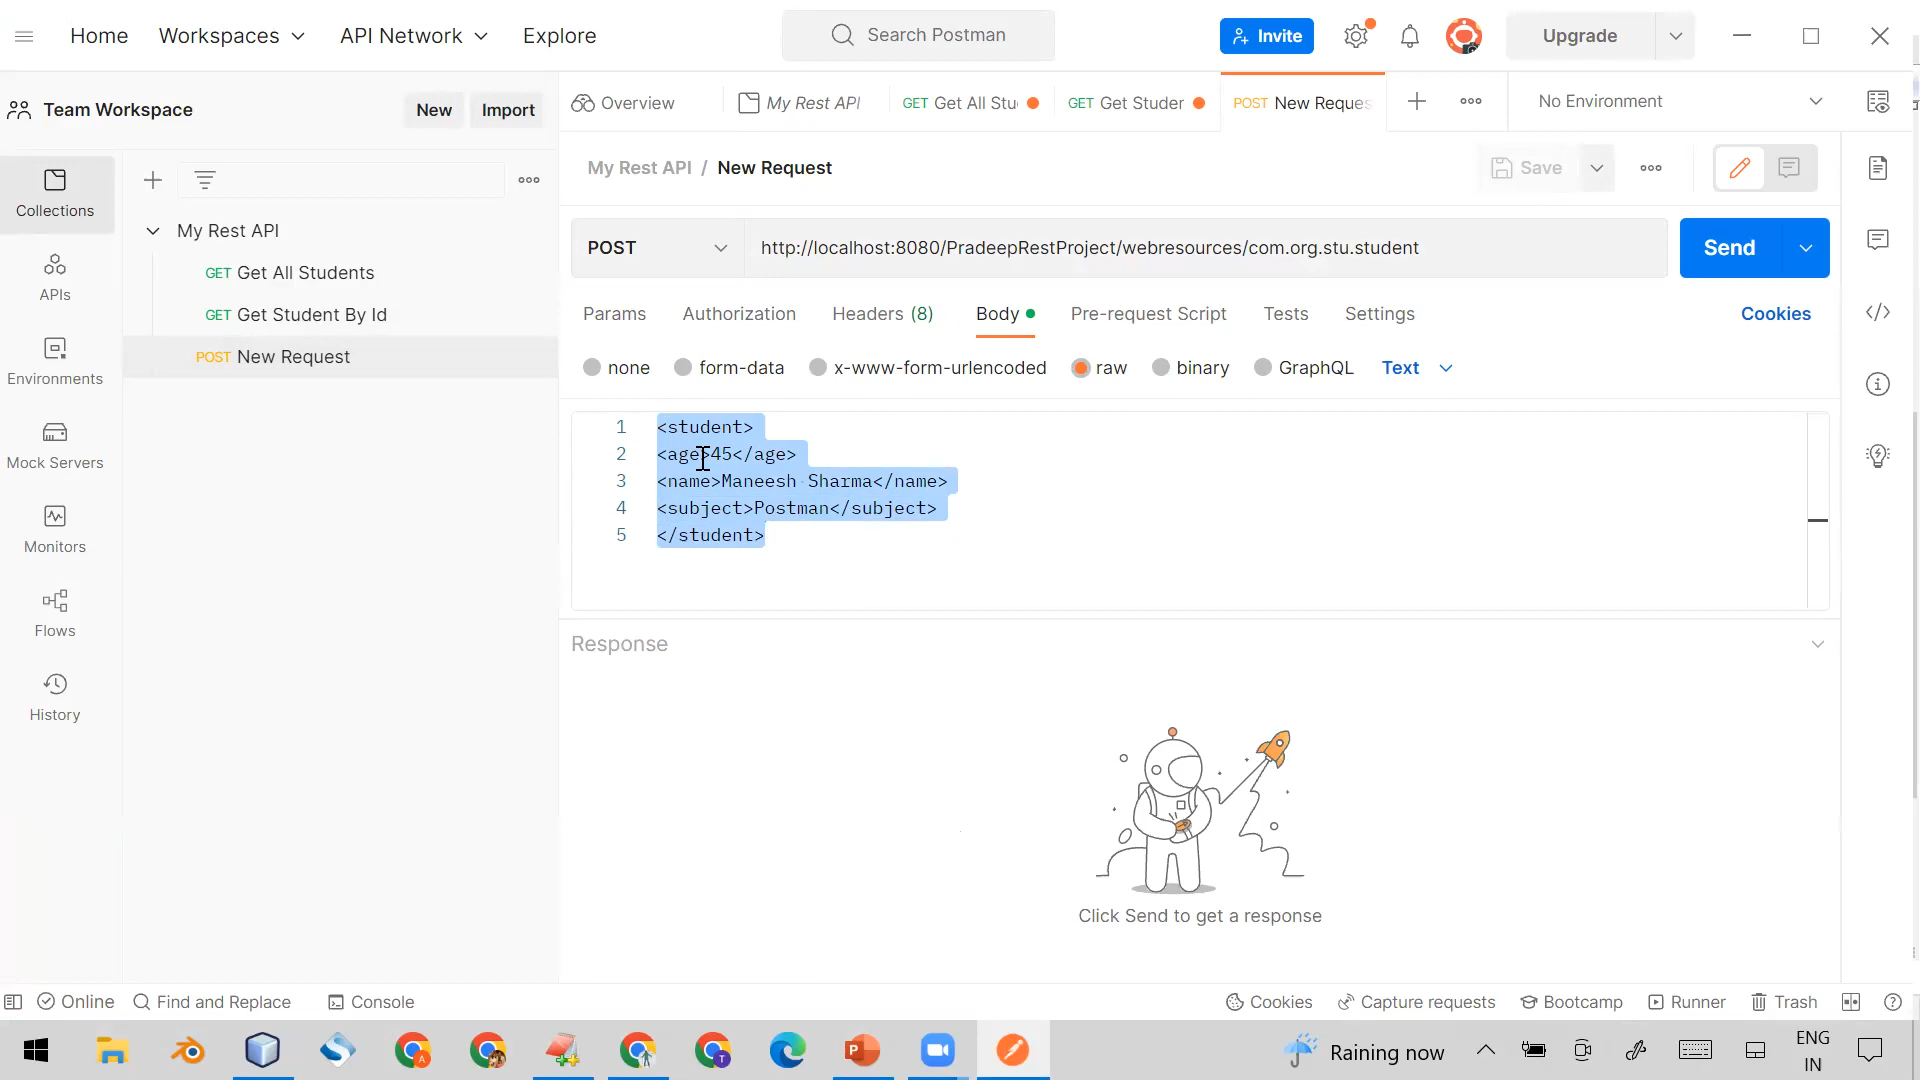 Home Workspaces API Network Explore Search Postman Invite Upgrade
Team Workspace New Import
Overview My Rest API GET Get All Stu GET Get Studer POST New Reques No Environment
Collections
APIs
Environments
Mock Servers
Monitors
Flows
History
My Rest API
GET Get All Students
GET Get Student By Id
POST New Request
My Rest API / New Request Save
POST http://localhost:8080/PradeepRestProject/webresources/com.org.stu.student Send
Params Authorization Headers (8) Body Pre-request Script Tests Settings Cookies
none form-data x-www-form-urlencoded raw binary GraphQL Text
1 <student>
2 <age>45</age>
3 <name>Maneesh Sharma</name>
4 <subject>Postman</subject>
5 </student>
Response
Click Send to get a response
Online Find and Replace Console Cookies Capture requests Bootcamp Runner Trash
Raining now ENG
IN